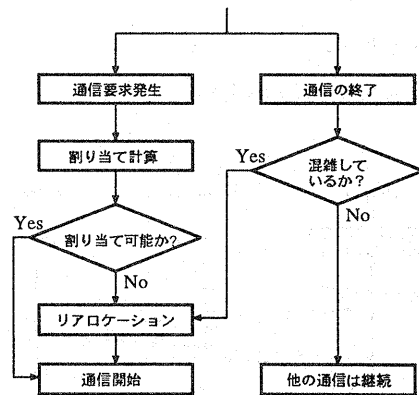 通信要求発生
通信の終了
割り当て計算
Yes
混雑して
いるか?
Yes
割り当て可能か?
No
No
リアロケーション
通信開始
他の通信は継続